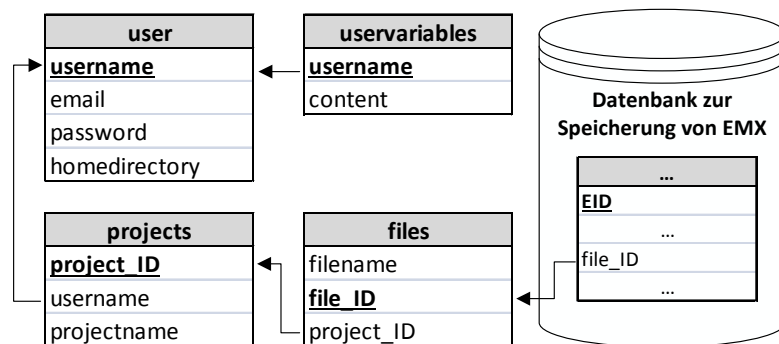 user
username
email
password
homedirectory
uservariables
username
content
projects
project_ID
username
projectname
files
filename
file_ID
project_ID
Datenbank zur
Speicherung von EMX
...
EID
...
file_ID
...